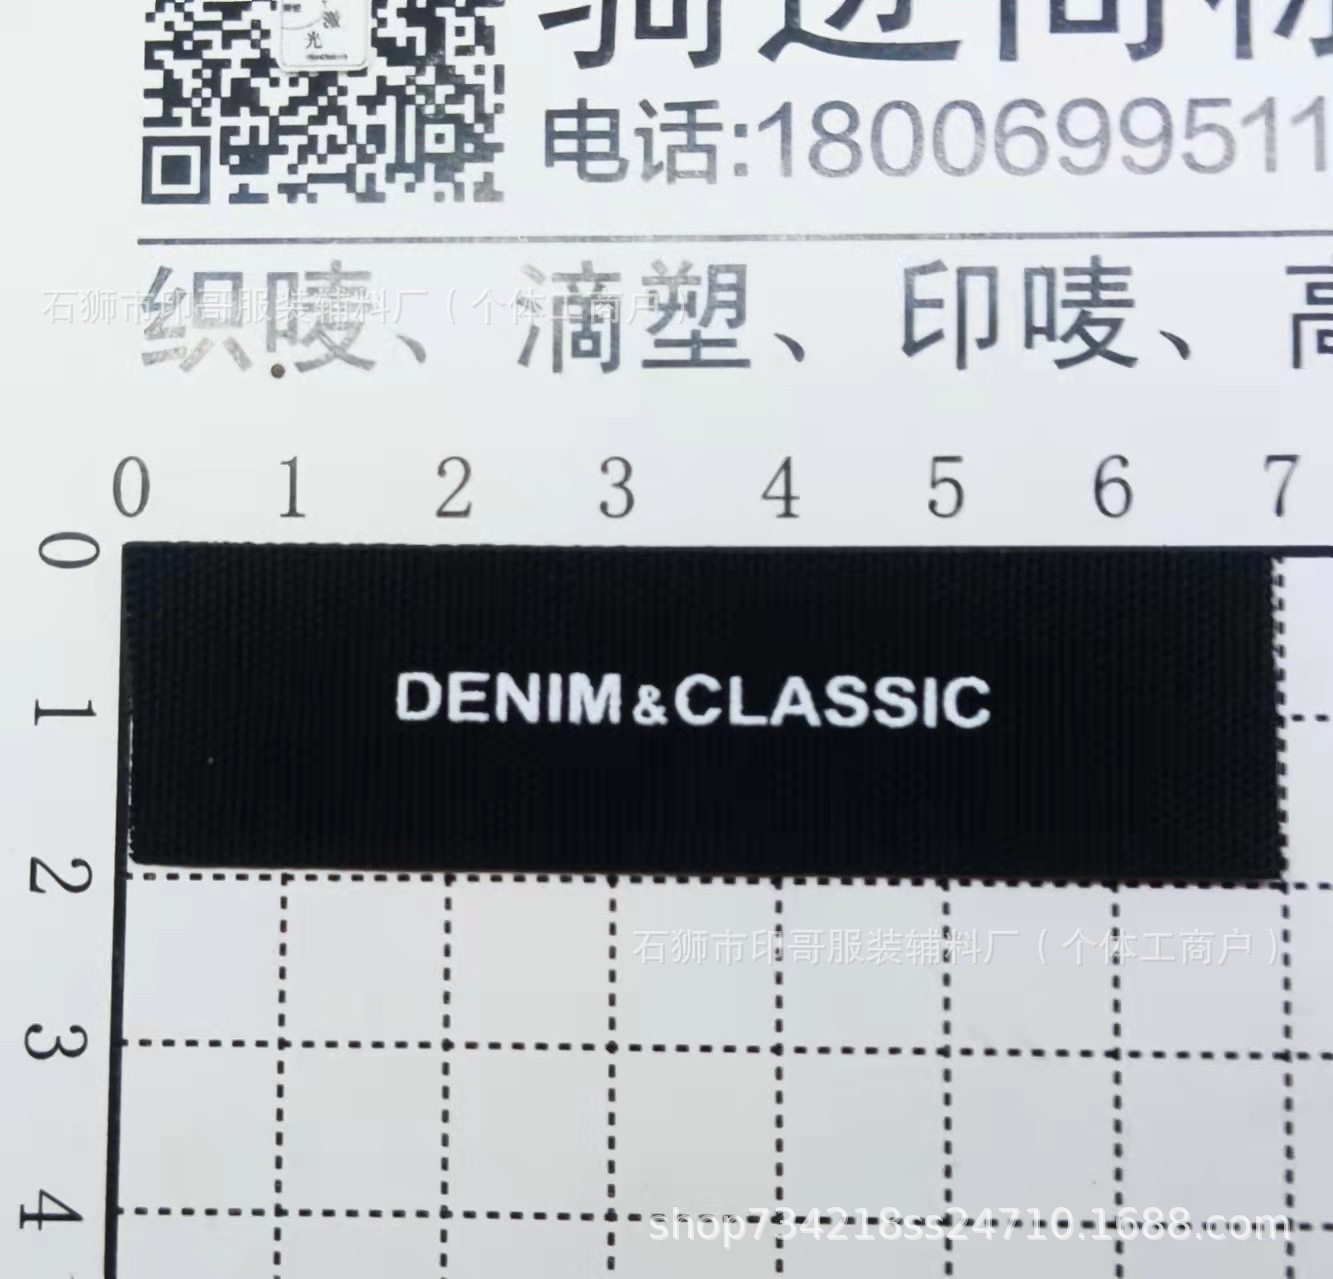 激
光
电话:1800699511
织唛、滴塑、印唛、高
石狮市印哥服装辅料厂（个体工商户）
0 1 2 3 4 5 6 7
0
1
2
3
4
DENIM&CLASSIC
石狮市印哥服装辅料厂（个体工商户）
shop734218ss24710.1688.com